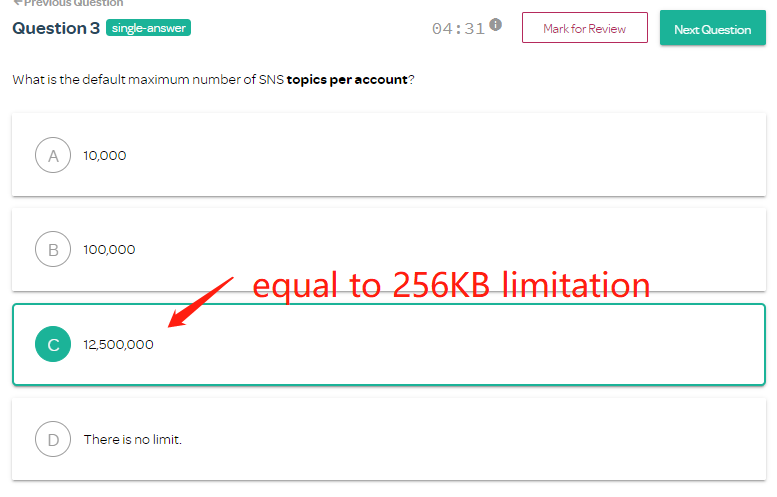 ←Previous Question
Question 3 single-answer
04:31
Mark for Review
Next Question
What is the default maximum number of SNS topics per account?
A 10,000
B 100,000
equal to 256KB limitation
C 12,500,000
D There is no limit.